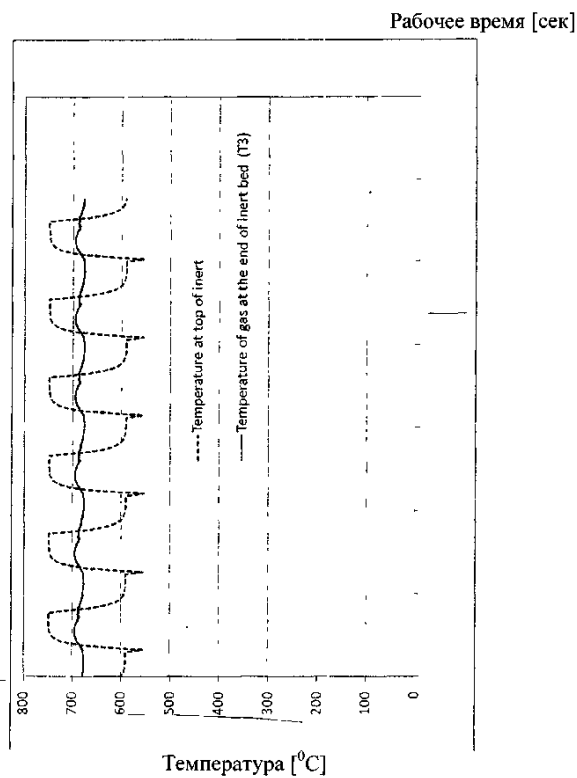 Рабочее время [сек]
-----Temperature at top of inert
——Temperature of gas at the end of inert bed (T3)
800
700
600
500
400
300
200
100
0
Температура [⁰C]